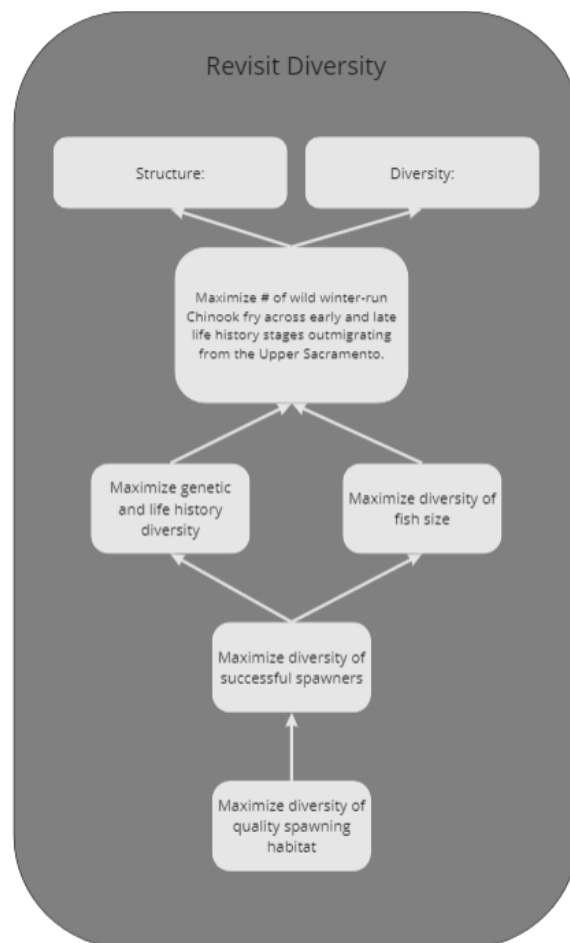 Revisit Diversity
Structure:
Diversity:
Maximize # of wild winter-run
Chinook fry across early and late
life history stages outmigrating
from the Upper Sacramento.
Maximize genetic
and life history
diversity
Maximize diversity of
fish size
Maximize diversity of
successful spawners
Maximize diversity of
quality spawning
habitat